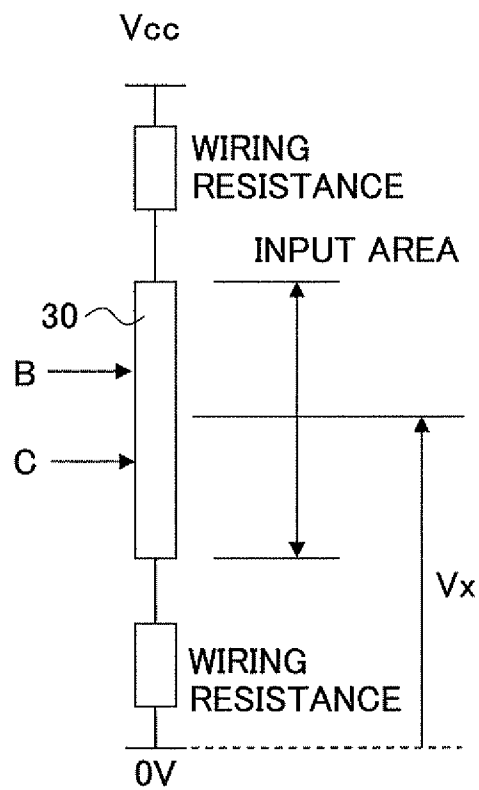 Vcc
WIRING
RESISTANCE
INPUT AREA
30
B
C
Vx
WIRING
RESISTANCE
0V